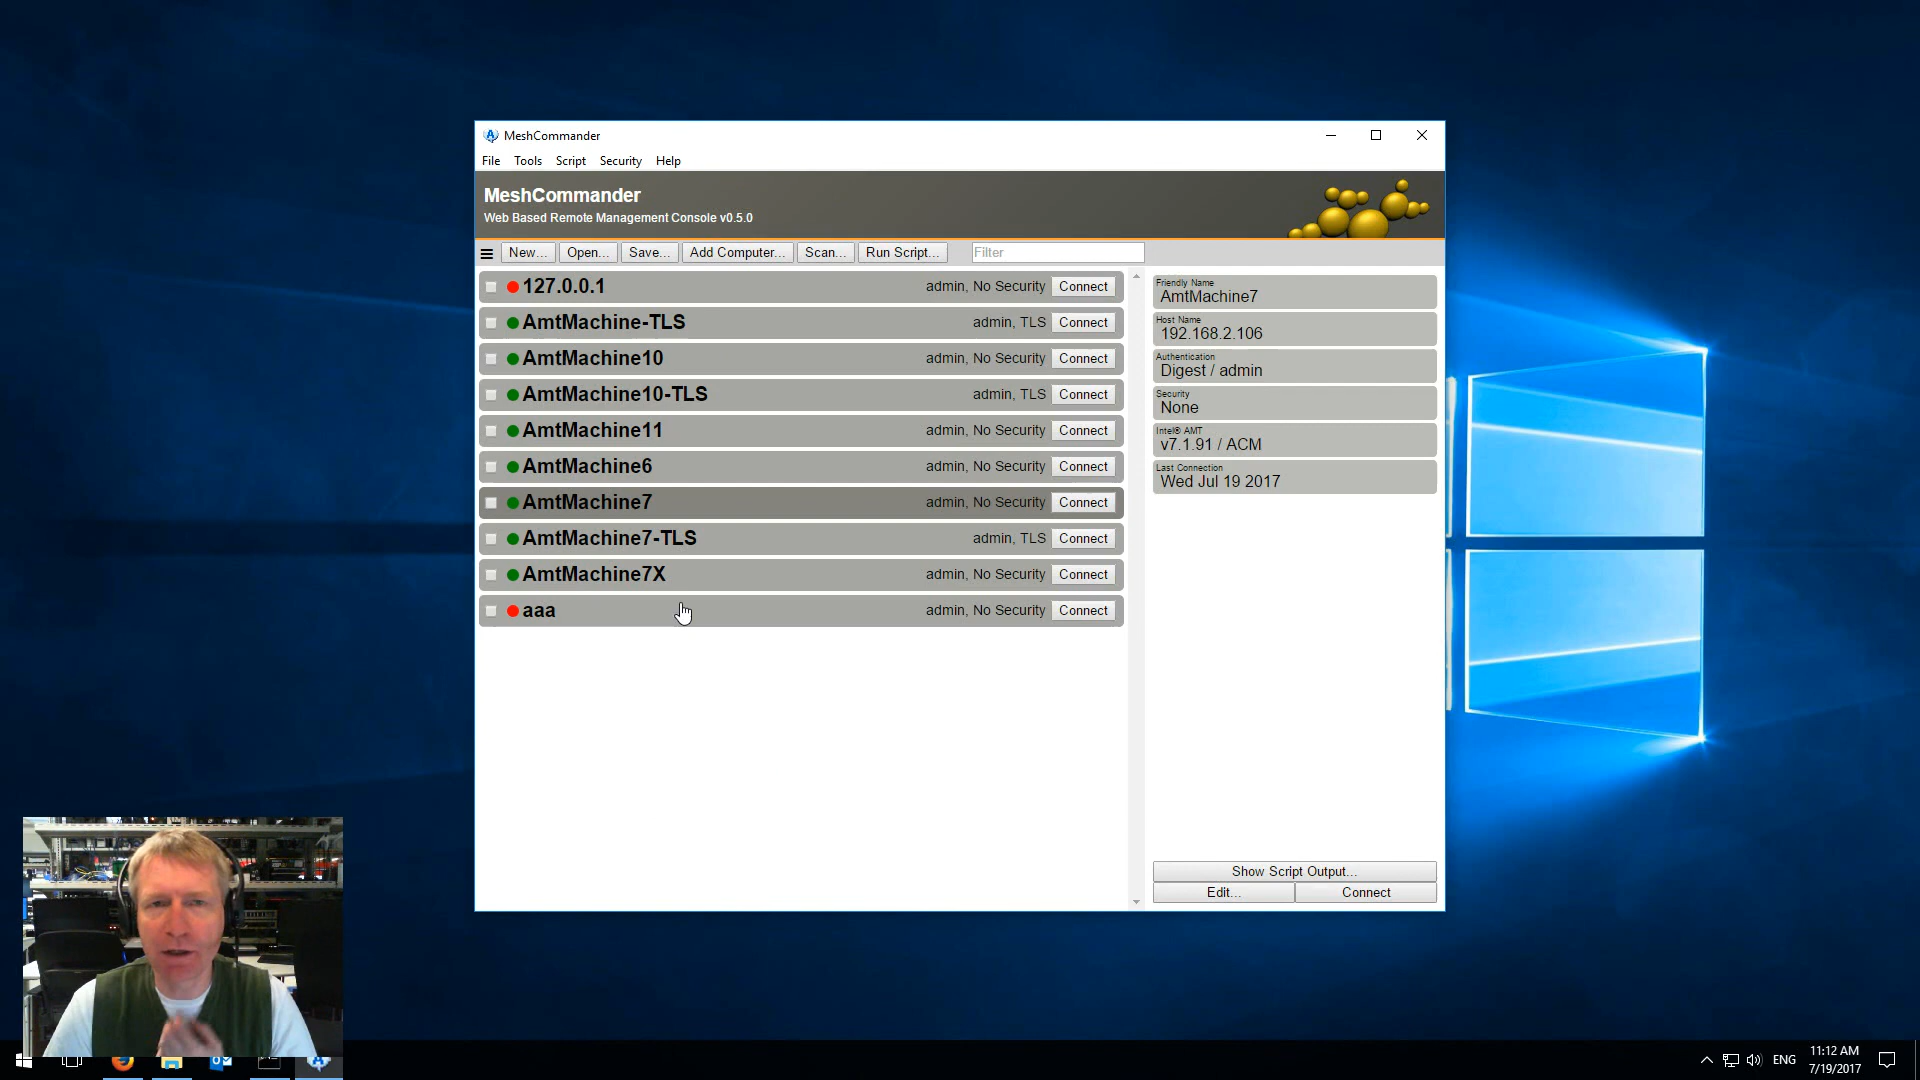 MeshCommander
File Tools Script Security Help
MeshCommander
Web Based Remote Management Console v0.5.0
New... Open... Save... Add Computer... Scan... Run Script... Filter
127.0.0.1 admin, No Security Connect
AmtMachine-TLS admin, TLS Connect
AmtMachine10 admin, No Security Connect
AmtMachine10-TLS admin, TLS Connect
AmtMachine11 admin, No Security Connect
AmtMachine6 admin, No Security Connect
AmtMachine7 admin, No Security Connect
AmtMachine7-TLS admin, TLS Connect
AmtMachine7X admin, No Security Connect
aaa admin, No Security Connect
Friendly Name
AmtMachine7
Host Name
192.168.2.106
Authentication
Digest / admin
Security
None
Intel® AMT
v7.1.91 / ACM
Last Connection
Wed Jul 19 2017
Show Script Output...
Edit... Connect
ENG
11:12 AM
7/19/2017